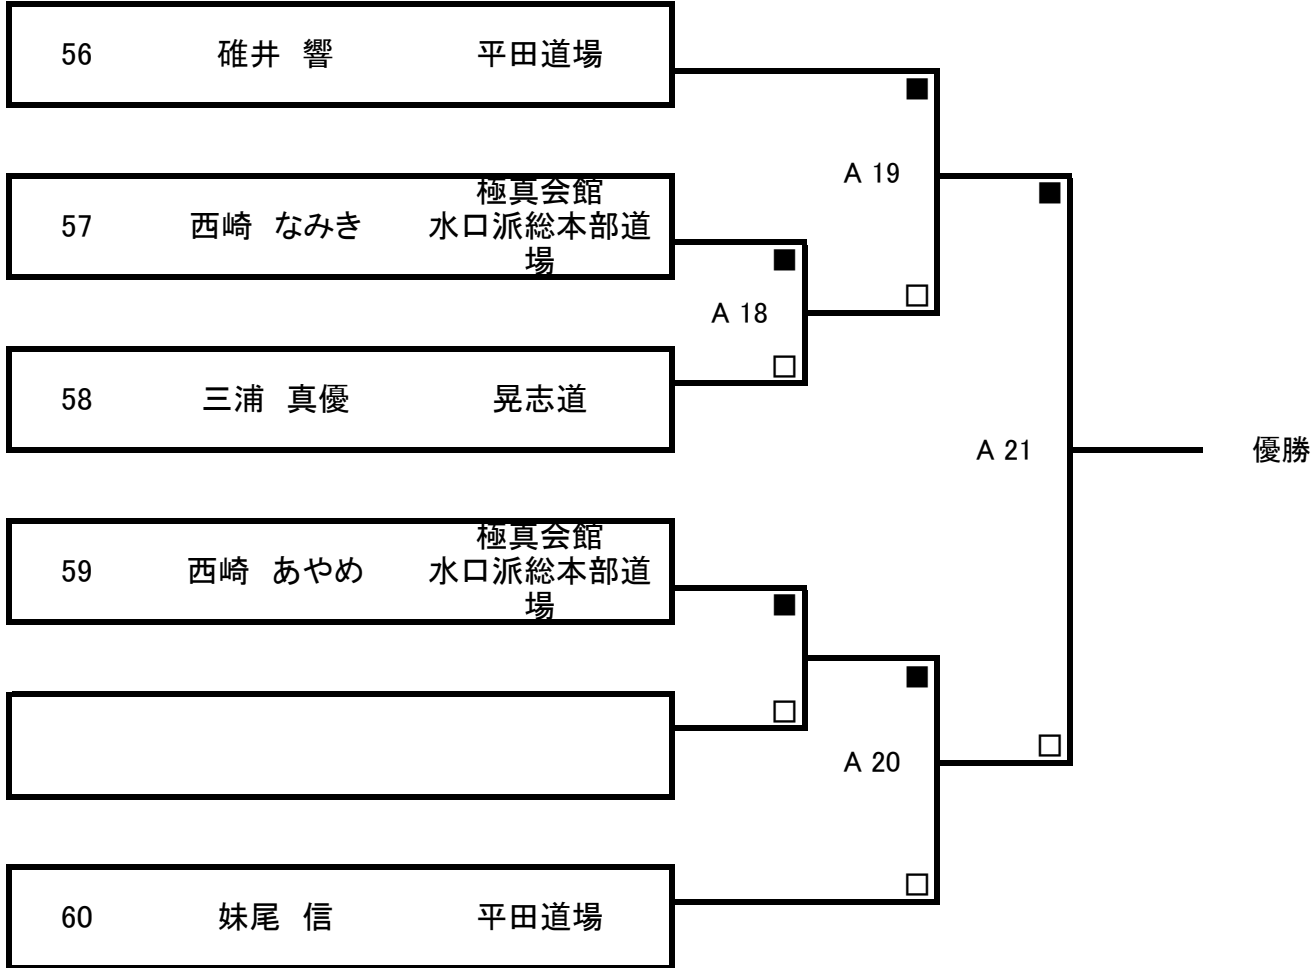 56 碓井 響 平田道場
■
A 19
極真会館
57 西崎 なみき 水口派総本部道
場
■
■
□
A 18
□
58 三浦 真優 晃志道
A 21 優勝
極真会館
59 西崎 あやめ 水口派総本部道
場
■
■
□
□
A 20
□
60 妹尾 信 平田道場